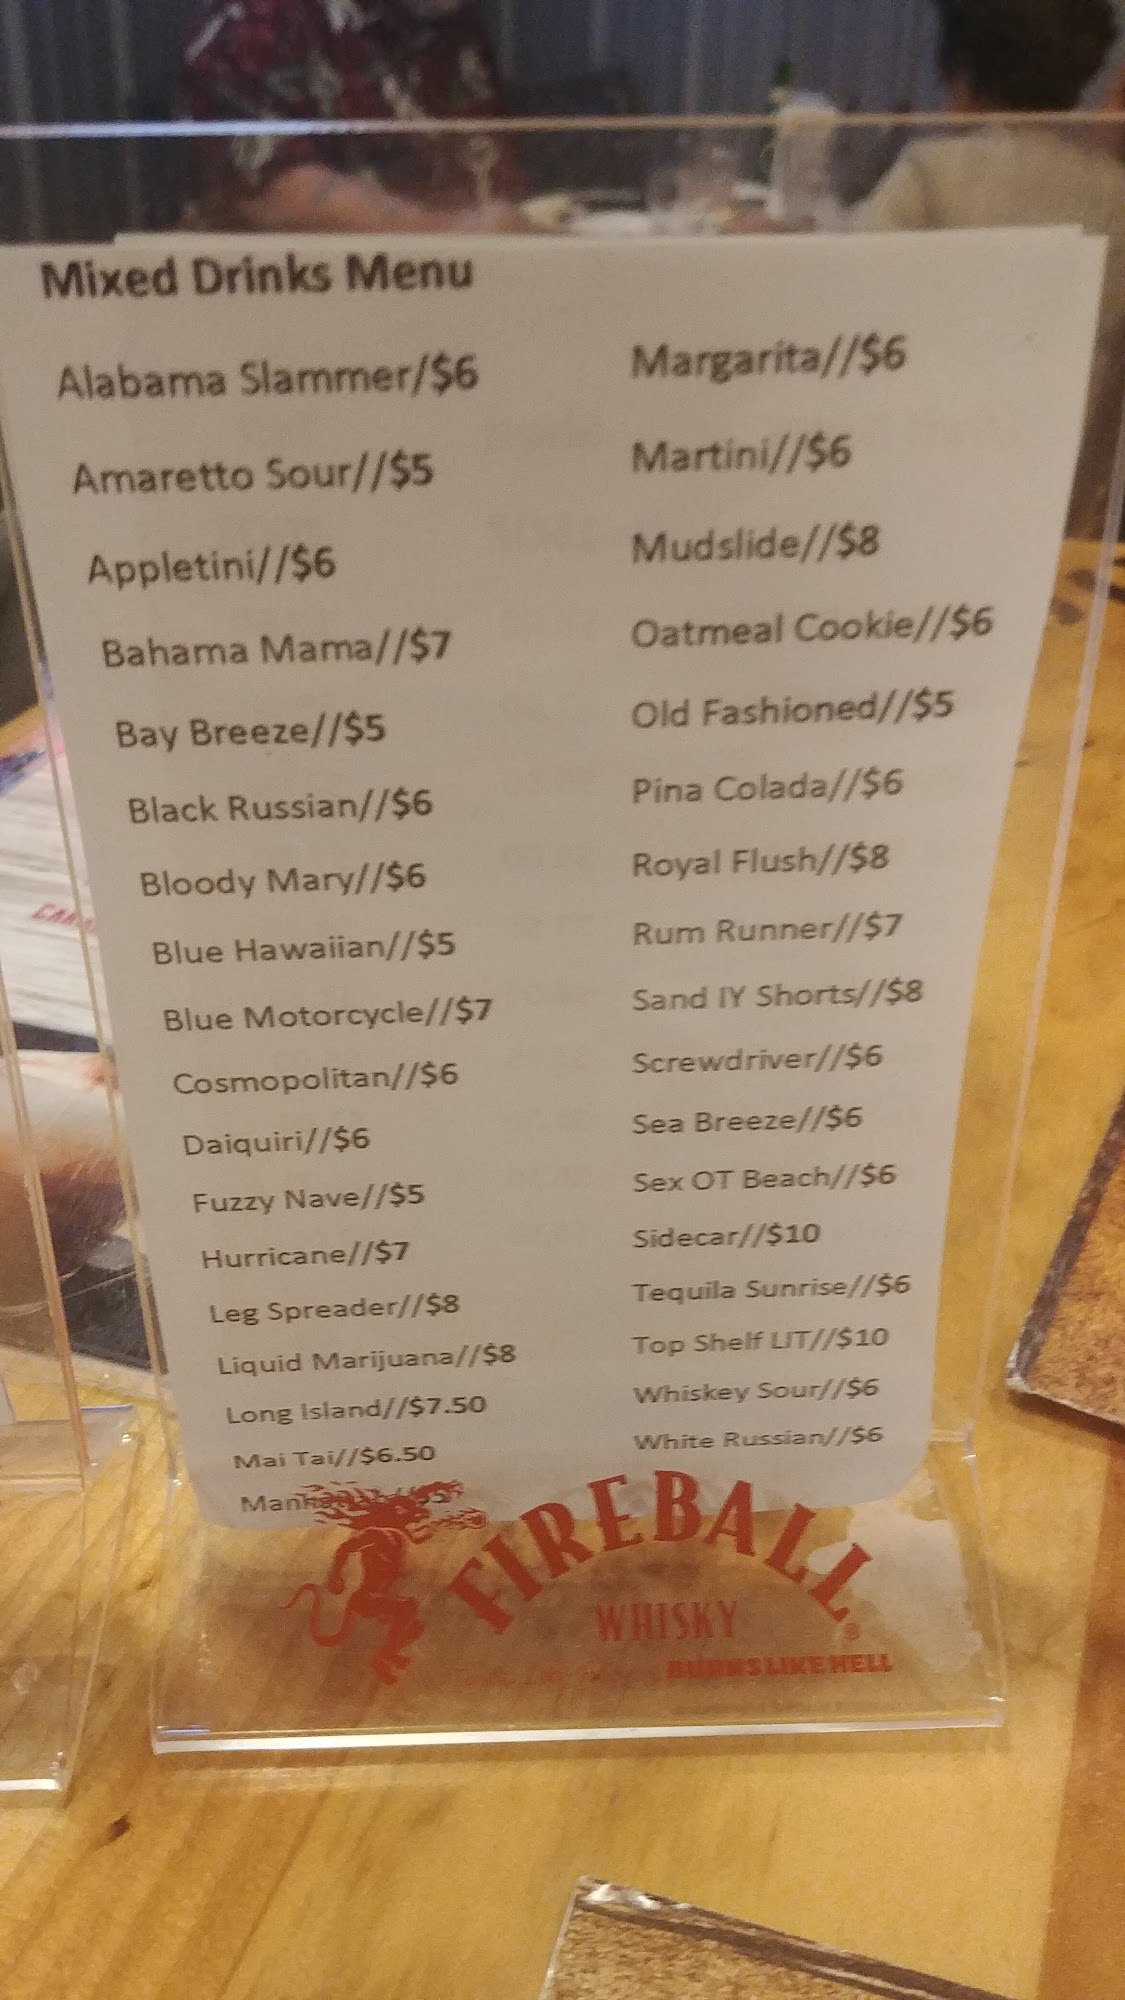 Mixed Drinks Menu
Alabama Slammer/$6
Amaretto Sour//$5
Appletini//$6
Bahama Mama//$7
Bay Breeze//$5
Black Russian//$6
Bloody Mary//$6
Blue Hawaiian//$5
Blue Motorcycle//$7
Cosmopolitan//$6
Daiquiri//$6
Fuzzy Nave//$5
Hurricane//$7
Leg Spreader//$8
Liquid Marijuana//$8
Long Island//$7.50
Mai Tai//$6.50
Margarita//$6
Martini//$6
Mudslide//$8
Oatmeal Cookie//$6
Old Fashioned//$5
Pina Colada//$6
Royal Flush//$8
Rum Runner//$7
Sand IY Shorts//$8
Screwdriver//$6
Sea Breeze//$6
Sex OT Beach//$6
Sidecar//$10
Tequila Sunrise//$6
Top Shelf LIT//$10
Whiskey Sour//$6
White Russian//$6
FIREBALL
WHISKY
BURNS LIKE HELL